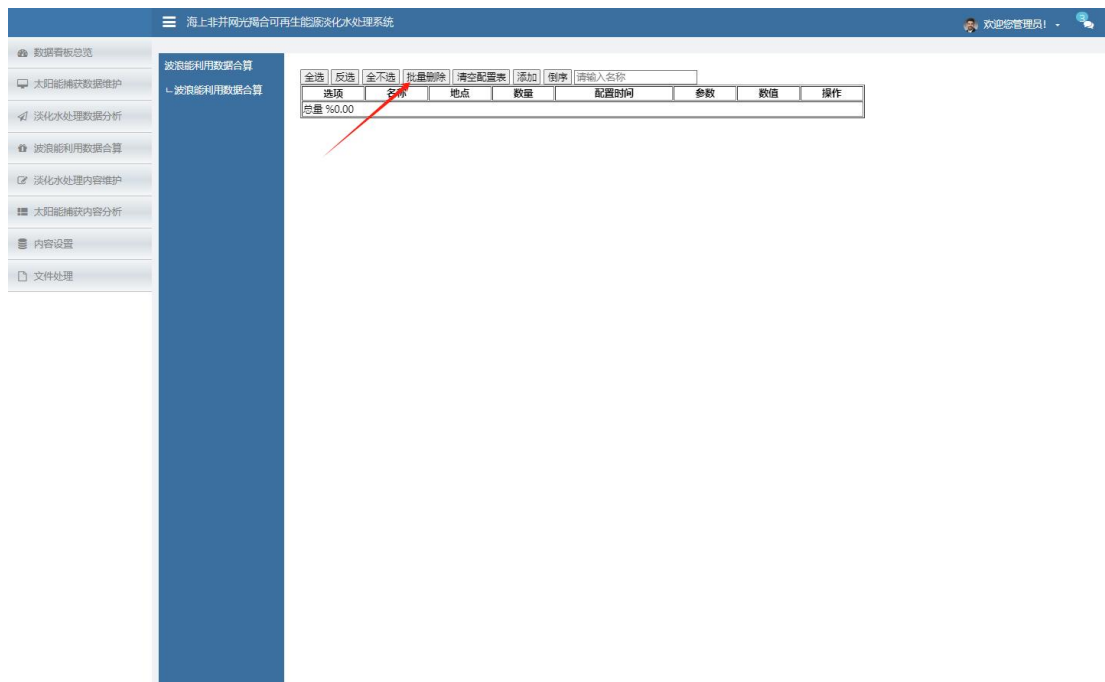 海上非并网光揭合可再生能源淡化水处理系统
欢迎您管理员!
3
数据看板总览
太阳能捕获数据维护
淡化水处理数据分析
波浪能利用数据合算
淡化水处理内容维护
太阳能捕获内容分析
内容设置
文件处理
波浪能利用数据合算
∟波浪能利用数据合算
全选 反选 全不选 批量删除 清空配置表 添加 倒序 请输入名称
选项 名称 地点 数量 配置时间 参数 数值 操作
总量 %0.00